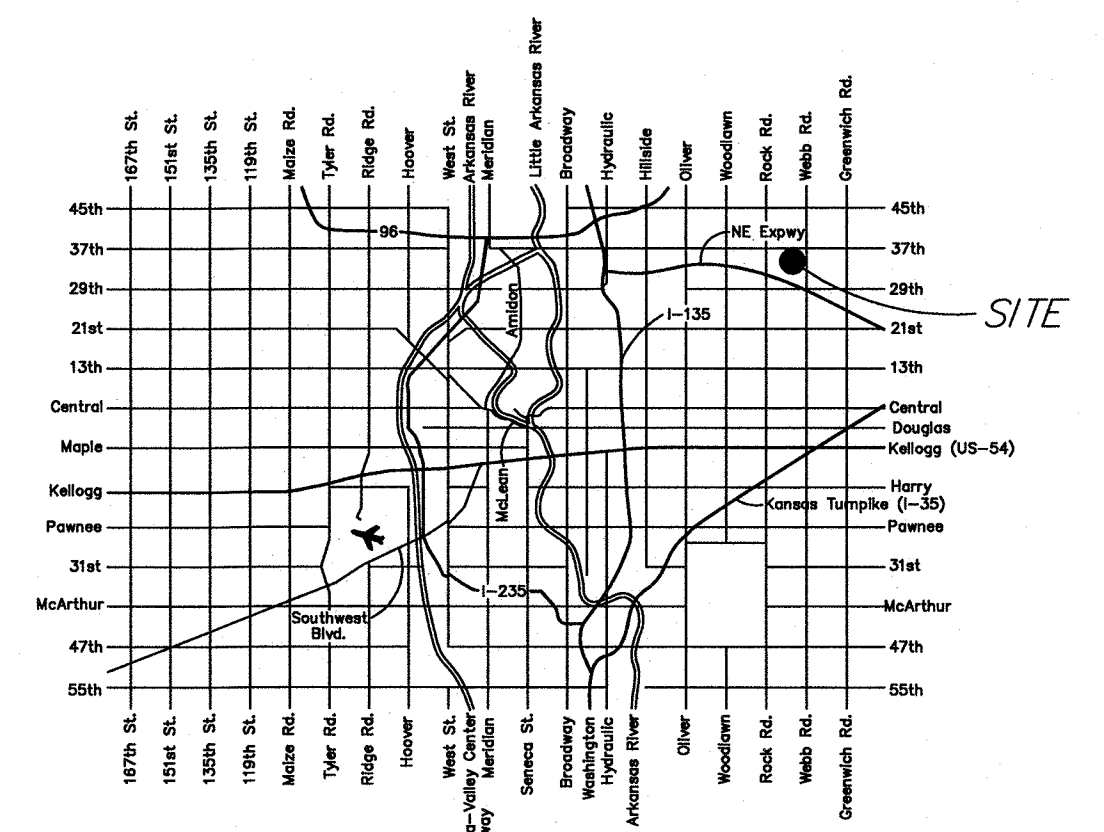 167th St.
151st St.
135th St.
119th St.
Maize Rd.
Tyler Rd.
Ridge Rd.
Hoover
West St.
Arkansas River
Meridian
Little Arkansas River
Broadway
Hydraulic
Hillside
Oliver
Woodlawn
Rock Rd.
Webb Rd.
Greenwich Rd.
45th
37th
29th
21st
13th
Central
Maple
Kellogg
Pawnee
31st
McArthur
47th
55th
96
NE Expwy
Amidon
I-135
SITE
McLean
Kansas Turnpike (I-35)
I-235
Southwest
Blvd.
45th
37th
29th
21st
13th
Central
Douglas
Kellogg (US-54)
Harry
Pawnee
31st
McArthur
47th
55th
167th St.
151st St.
135th St.
119th St.
Maize Rd.
Tyler Rd.
Ridge Rd.
Hoover
West St.
a-Valley Center
way
Meridian
Seneca St.
Broadway
Washington
Hydraulic
Arkansas River
Oliver
Woodlawn
Rock Rd.
Webb Rd.
Greenwich Rd.